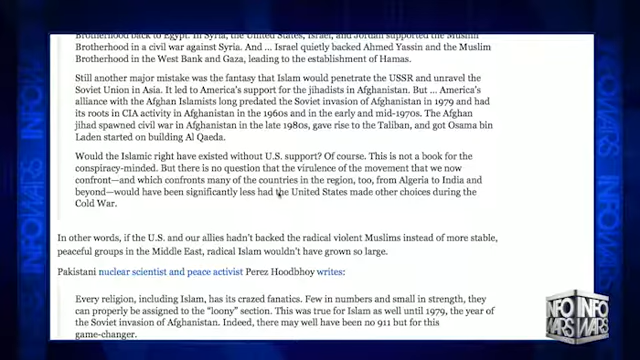 Brotherhood back to Egypt. In Syria, the United States, Israel, and Jordan supported the Muslim
Brotherhood in a civil war against Syria. And ... Israel quietly backed Ahmed Yassin and the Muslim
Brotherhood in the West Bank and Gaza, leading to the establishment of Hamas.
Still another major mistake was the fantasy that Islam would penetrate the USSR and unravel the
Soviet Union in Asia. It led to America's support for the jihadists in Afghanistan. But ... America's
alliance with the Afghan Islamists long predated the Soviet invasion of Afghanistan in 1979 and had
its roots in CIA activity in Afghanistan in the 1960s and in the early and mid-1970s. The Afghan
jihad spawned civil war in Afghanistan in the late 1980s, gave rise to the Taliban, and got Osama bin
Laden started on building Al Qaeda.
Would the Islamic right have existed without U.S. support? Of course. This is not a book for the
conspiracy-minded. But there is no question that the virulence of the movement that we now
confront—and which confronts many of the countries in the region, too, from Algeria to India and
beyond—would have been significantly less had the United States made other choices during the
Cold War.
In other words, if the U.S. and our allies hadn't backed the radical violent Muslims instead of more stable,
peaceful groups in the Middle East, radical Islam wouldn't have grown so large.
Pakistani nuclear scientist and peace activist Perez Hoodbhoy writes:
Every religion, including Islam, has its crazed fanatics. Few in numbers and small in strength, they
can properly be assigned to the "loony" section. This was true for Islam as well until 1979, the year of
the Soviet invasion of Afghanistan. Indeed, there may well have been no 911 but for this
game-changer.
INFOWARS
INFOWARS
INFO INFO
WARS WARS